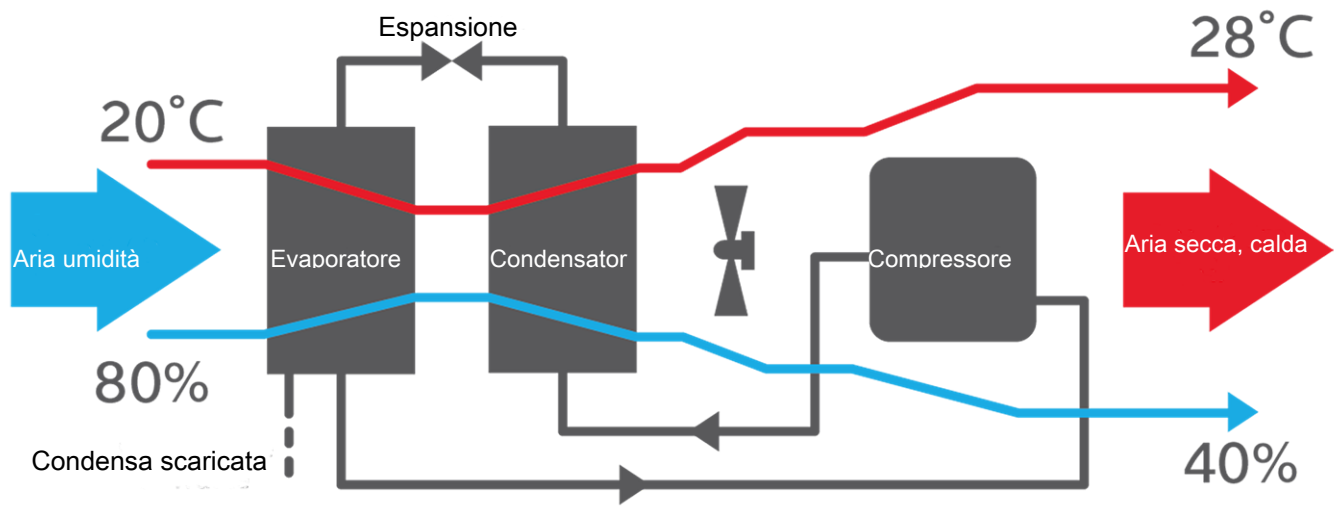 Espansione
28°C
20°C
Aria umidità
Evaporatore
Condensator
Compressore
Aria secca, calda
80%
Condensa scaricata
40%